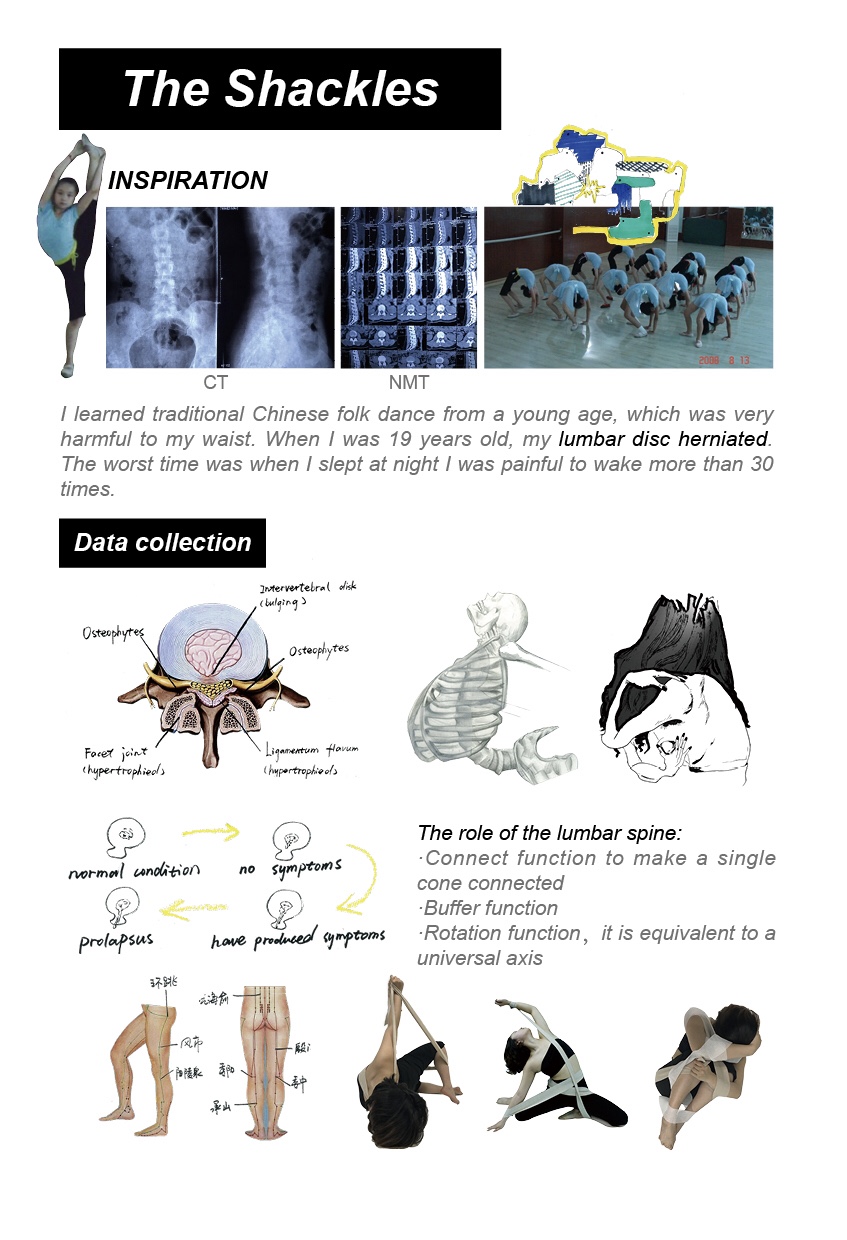 The Shackles
INSPIRATION
2009 8 13
CT
NMT
I learned traditional Chinese folk dance from a young age, which was very
harmful to my waist. When I was 19 years old, my lumbar disc herniated.
The worst time was when I slept at night I was painful to wake more than 30
times.
Data collection
Intervertebral disk
(bulging)
Osteophytes
Osteophytes
Facet joint
(hypertrophied)
Ligamentum flavum
(hypertrophied)
normal condition
no symptoms
prolapsus
have produced symptoms
The role of the lumbar spine:
·Connect function to make a single
cone connected
·Buffer function
·Rotation function，it is equivalent to a
universal axis
环跳
风市
阳陵泉
委阳
委中
承山